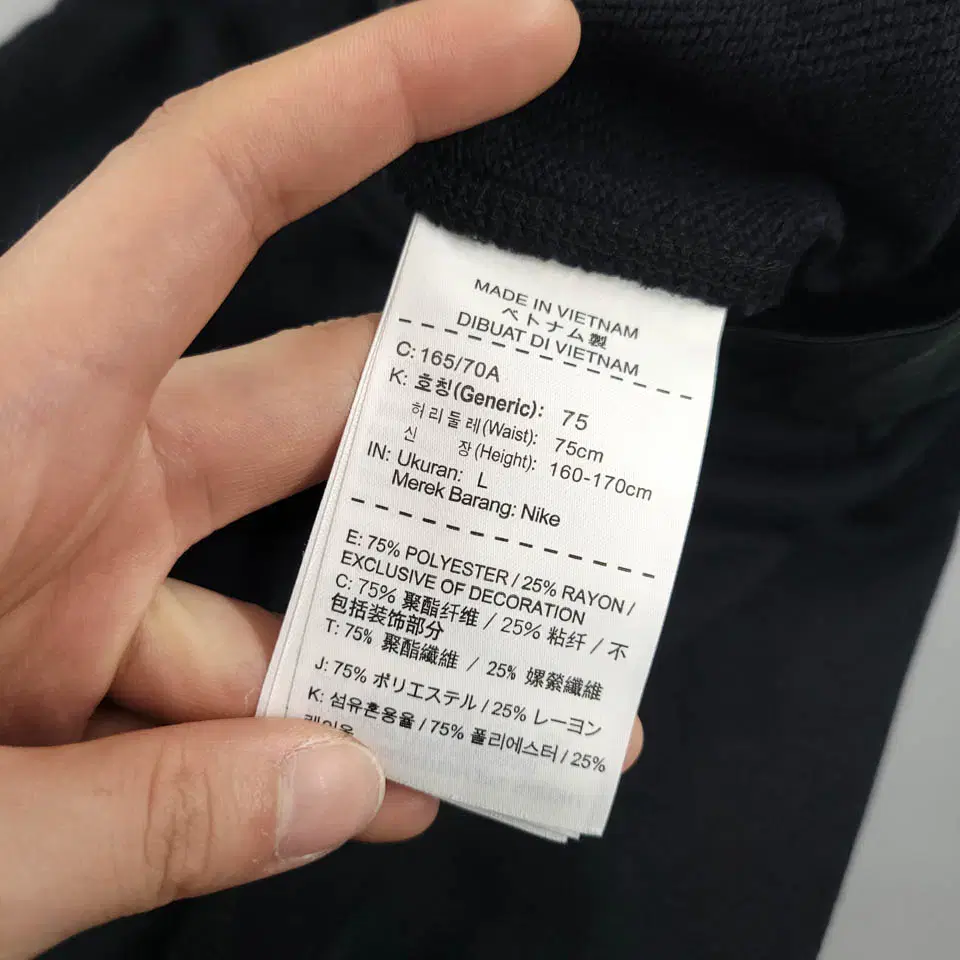 MADE IN VIETNAM
ベトナム製
DIBUAT DI VIETNAM
C: 165/70A
K: 호칭(Generic): 75
허리둘레(Waist): 75cm
신 장(Height): 160-170cm
IN: Ukuran: L
Merek Barang: Nike
E: 75% POLYESTER / 25% RAYON /
EXCLUSIVE OF DECORATION
C: 75% 聚酯纤维 / 25% 粘纤 / 不
包括装饰部分
T: 75% 聚酯纖維 / 25% 嫘縈纖維
J: 75% ポリエステル / 25% レーヨン
K: 섬유혼용율 / 75% 폴리에스터 / 25%